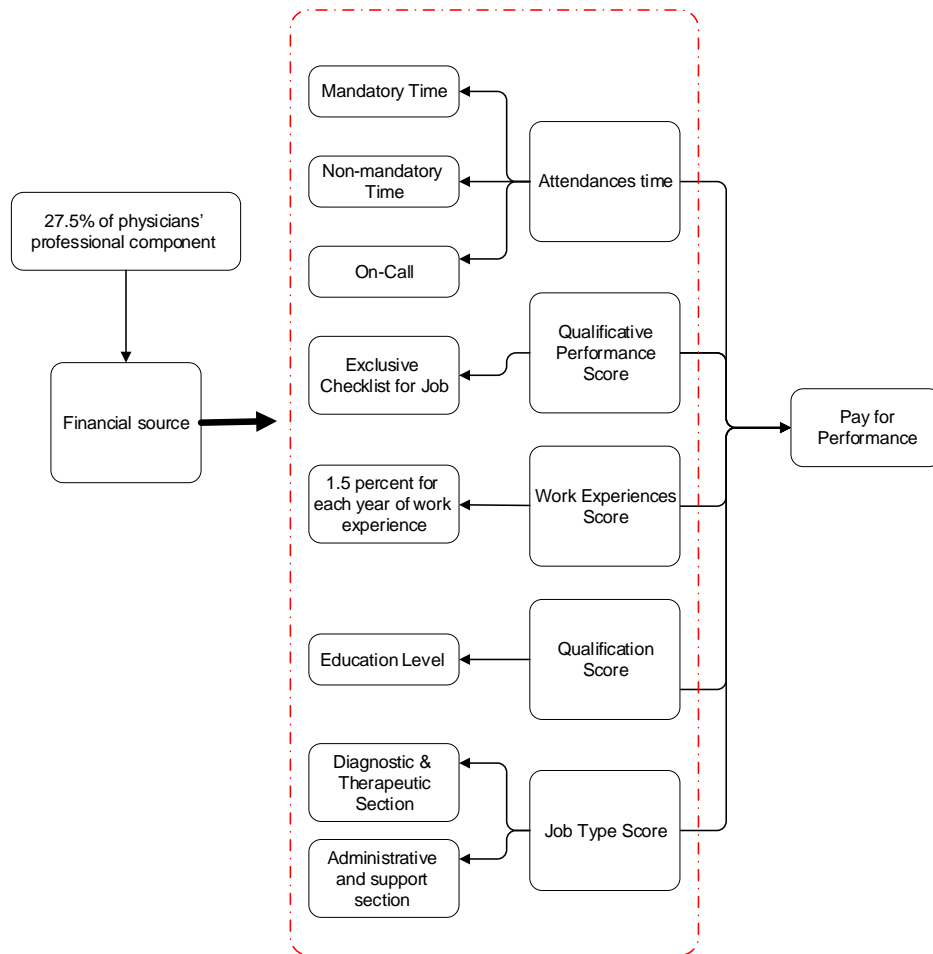 27.5% of physicians’
professional component
Financial source
Mandatory Time
Non-mandatory
Time
On-Call
Exclusive
Checklist for Job
1.5 percent for
each year of work
experience
Education Level
Diagnostic &
Therapeutic
Section
Administrative
and support
section
Attendances time
Qualificative
Performance
Score
Work Experiences
Score
Qualification
Score
Job Type Score
Pay for
Performance